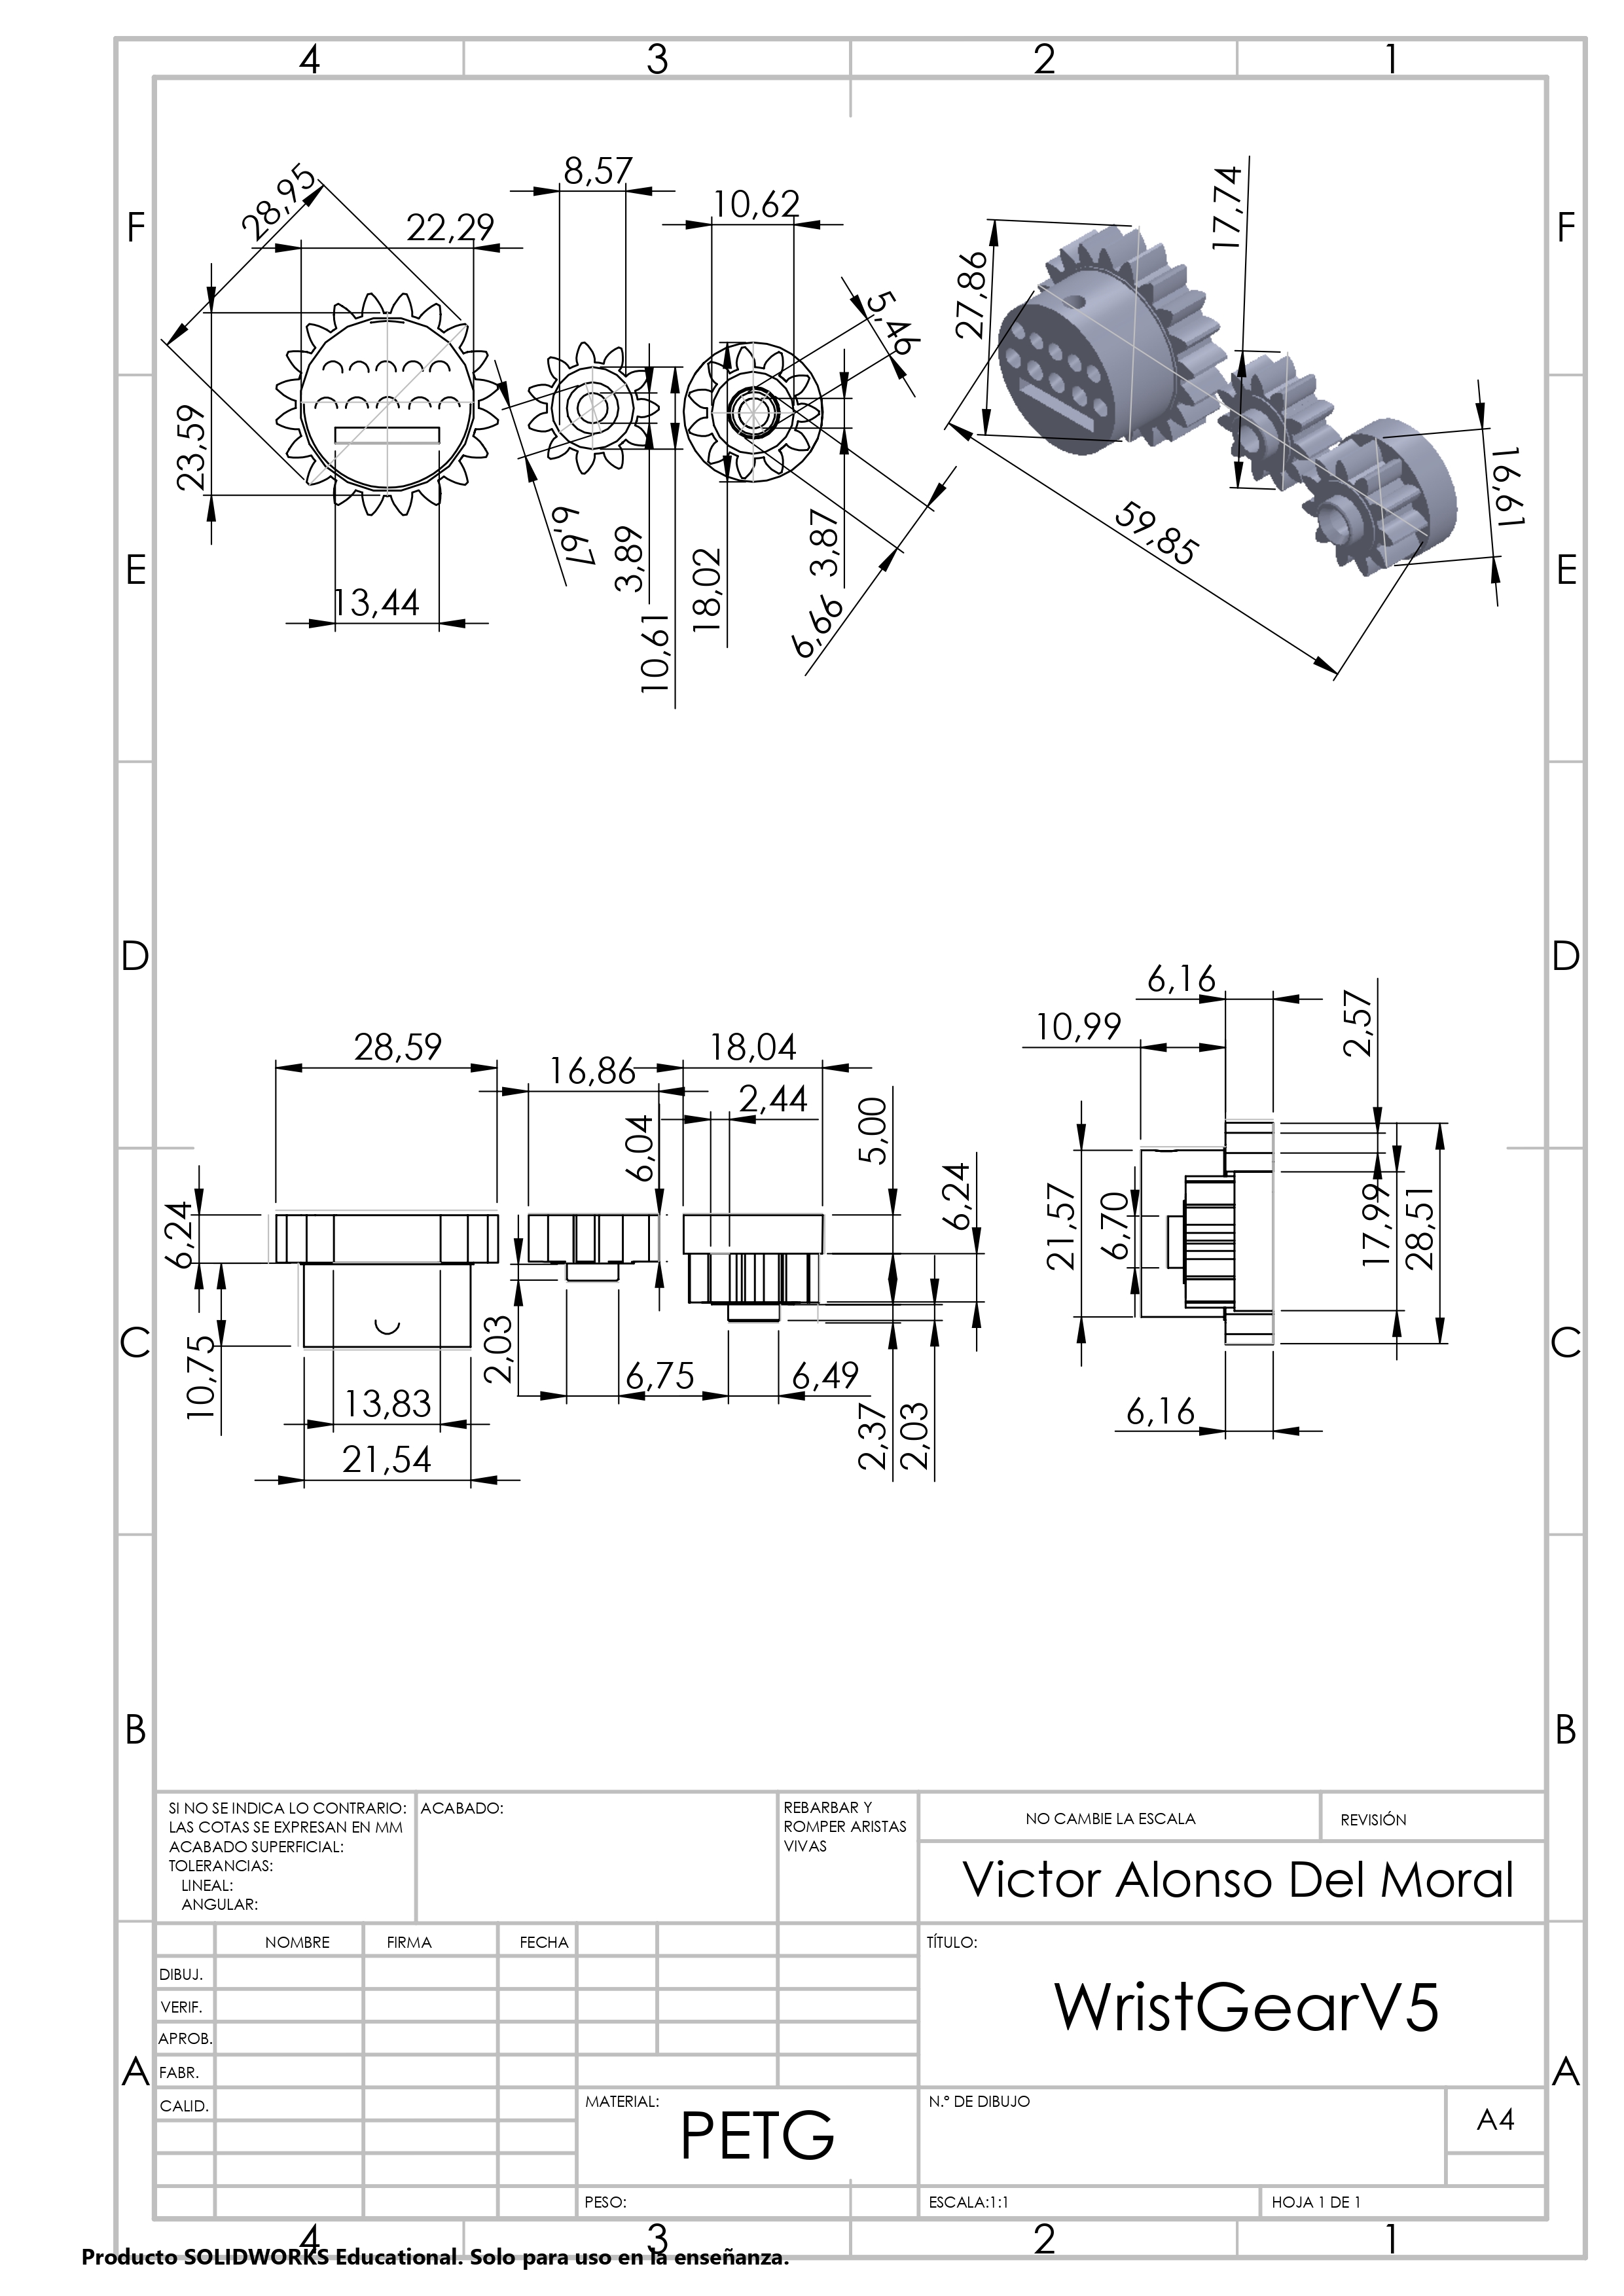 4 3 2 1
F F
E E
D D
C C
B B
A A
28,95
22,29
8,57
10,62
5,46
23,59
13,44
6,67
3,89
10,61
18,02
3,87
6,66
27,86
17,74
59,85
16,61
28,59
16,86
18,04
2,44
6,04
5,00
6,24
6,24
10,75
2,03
13,83
21,54
6,75
6,49
2,37
2,03
6,16
10,99
2,57
21,57
6,70
17,99
28,51
6,16
SI NO SE INDICA LO CONTRARIO:
LAS COTAS SE EXPRESAN EN MM
ACABADO SUPERFICIAL:
TOLERANCIAS:
LINEAL:
ANGULAR:
ACABADO:
REBARBAR Y
ROMPER ARISTAS
VIVAS
NO CAMBIE LA ESCALA
REVISIÓN
Victor Alonso Del Moral
NOMBRE FIRMA FECHA
DIBUJ.
VERIF.
APROB.
FABR.
CALID.
TÍTULO:
WristGearV5
MATERIAL:
PETG
N.º DE DIBUJO
A4
PESO:
ESCALA:1:1
HOJA 1 DE 1
4 3 2 1
Producto SOLIDWORKS Educational. Solo para uso en la enseñanza.